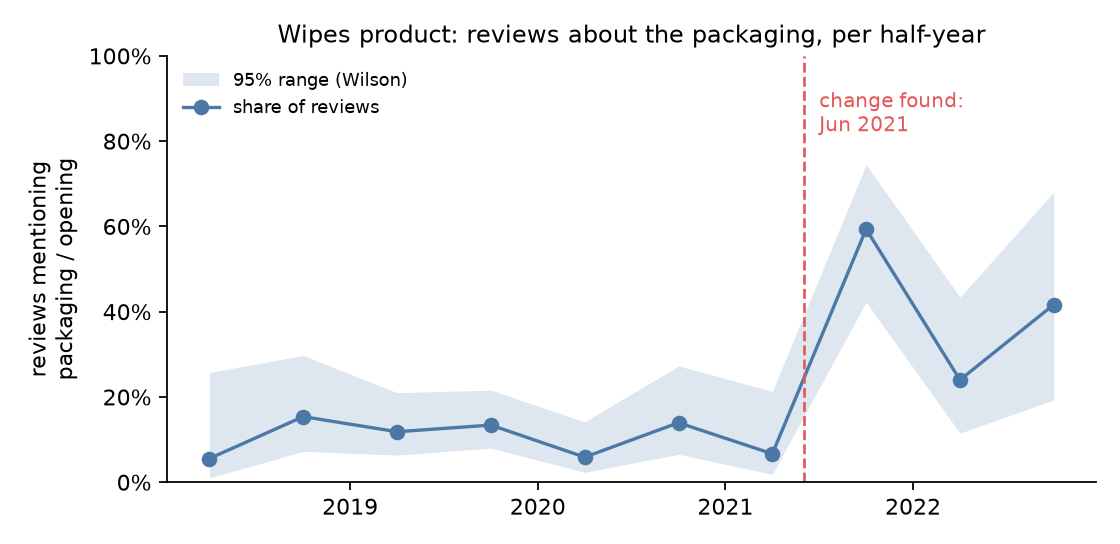 Wipes product: reviews about the packaging, per half-year
reviews mentioning
packaging / opening
100%
80%
60%
40%
20%
0%
95% range (Wilson)
share of reviews
change found:
Jun 2021
2019
2020
2021
2022